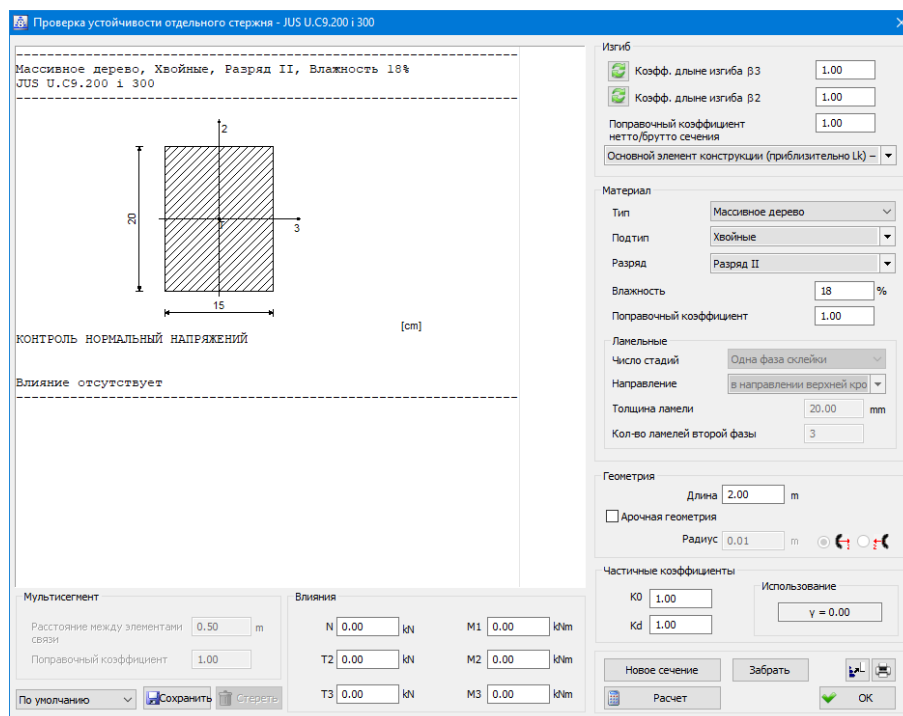 Проверка устойчивости отдельного стержня - JUS U.C9.200 i 300
Массивное дерево, Хвойные, Разряд II, Влажность 18%
JUS U.C9.200 i 300
2
20
T
3
15
[cm]
КОНТРОЛЬ НОРМАЛЬНЫЙ НАПРЯЖЕНИЙ
Влияние отсутствует
Изгиб
Коэфф. длыне изгиба β3 1.00
Коэфф. длыне изгиба β2 1.00
Поправочный коэффициент 1.00
нетто/брутто сечения
Основной элемент конструкции (приблизительно Lk) –
Материал
Тип Массивное дерево
Подтип Хвойные
Разряд Разряд II
Влажность 18 %
Поправочный коэффициент 1.00
Ламельные
Число стадий Одна фаза склейки
Направление в направлении верхней кро
Толщина ламели 20.00 mm
Кол-во ламелей второй фазы 3
Геометрия
Длина 2.00 m
Арочная геометрия
Радиус 0.01 m
Частичные коэффициенты
K0 1.00
Kd 1.00
Использование
γ = 0.00
Мультисегмент
Расстояние между элементами 0.50 m
связи
Поправочный коэффициент 1.00
Влияния
N 0.00 kN M1 0.00 kNm
T2 0.00 kN M2 0.00 kNm
T3 0.00 kN M3 0.00 kNm
По умолчанию Сохранить Стереть
Новое сечение Забрать
Расчет OK